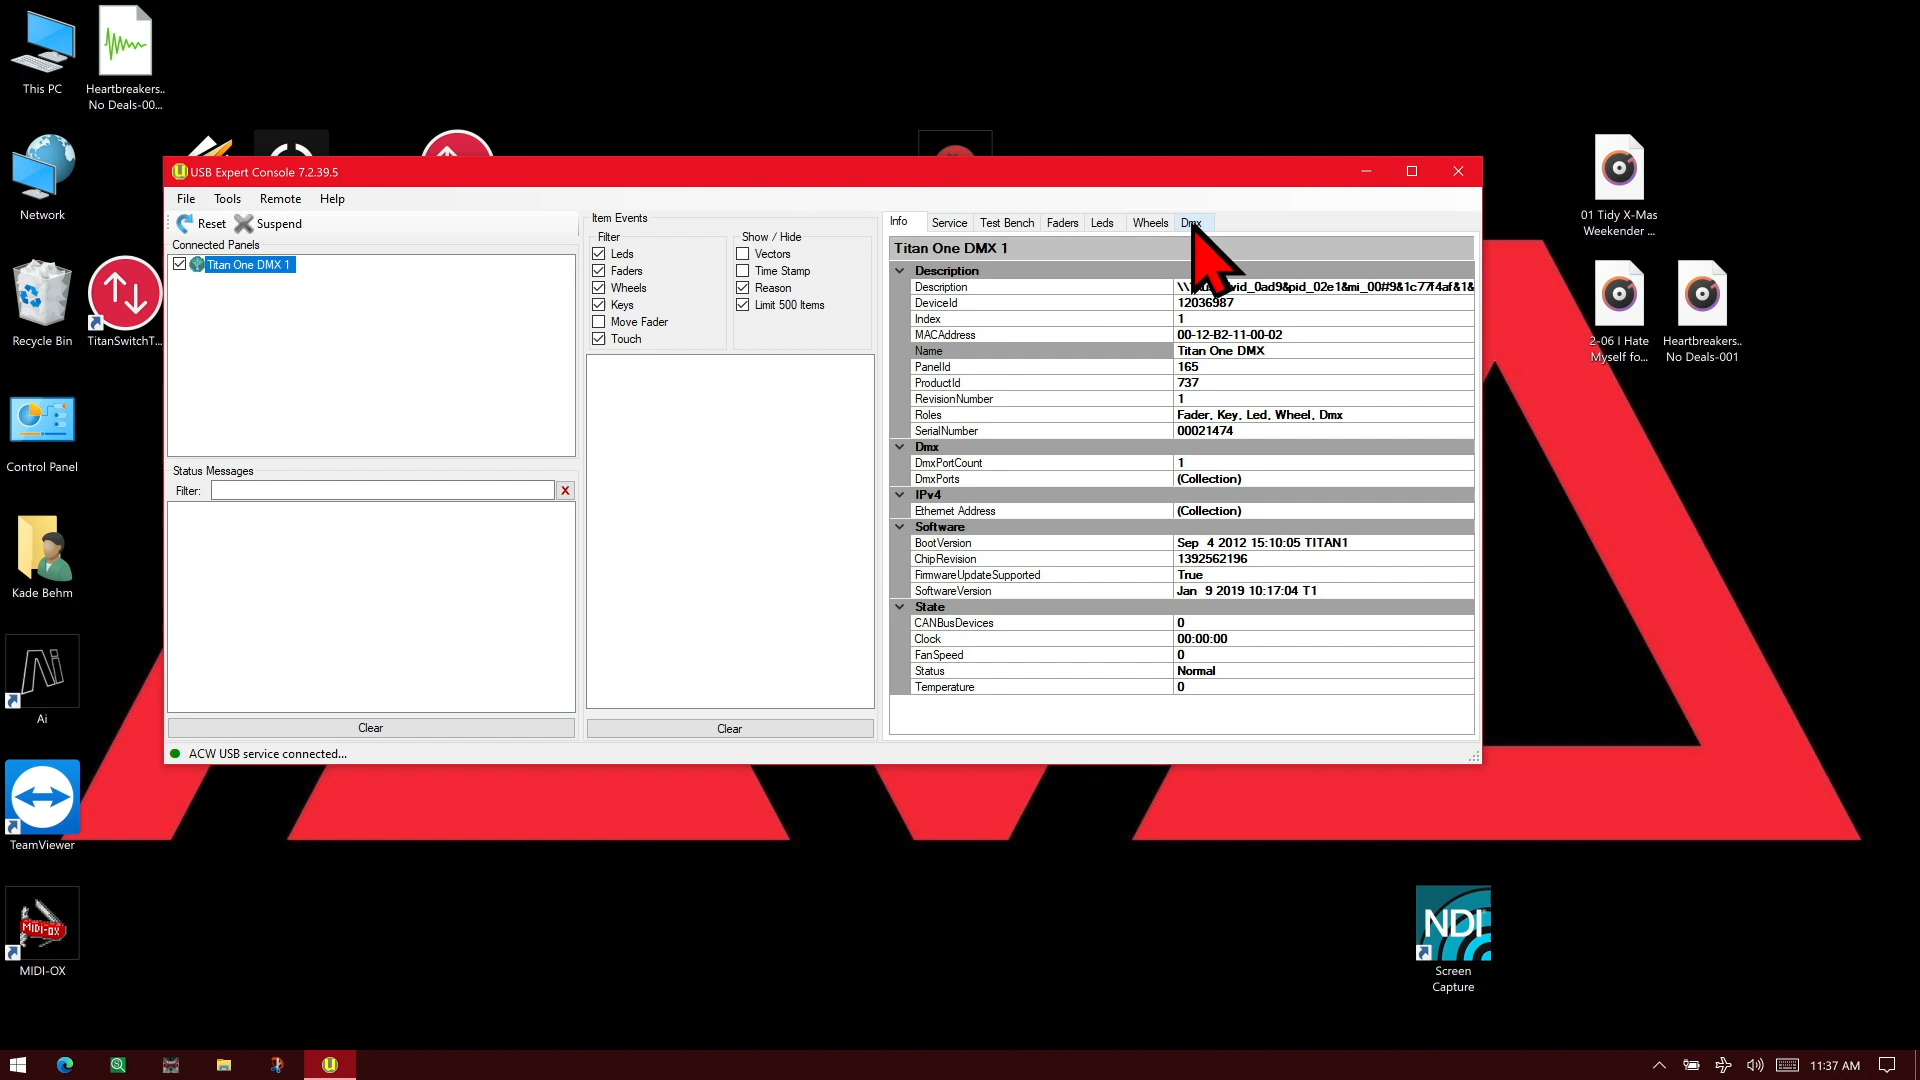 This PC
Heartbreakers..
No Deals-00...
Network
Recycle Bin
TitanSwitchT...
Control Panel
Kade Behm
Ai
TeamViewer
MIDI-OX
USB Expert Console 7.2.39.5
File
Tools
Remote
Help
Reset
Suspend
Connected Panels
Titan One DMX 1
Status Messages
Filter:
X
Clear
ACW USB service connected...
Item Events
Filter
Leds
Faders
Wheels
Keys
Move Fader
Touch
Show / Hide
Vectors
Time Stamp
Reason
Limit 500 Items
Clear
Info
Service
Test Bench
Faders
Leds
Wheels
Dmx
Titan One DMX 1
Description
Description
DeviceId 12036987
Index 1
MACAddress 00-12-B2-11-00-02
Name Titan One DMX
PanelId 165
ProductId 737
RevisionNumber 1
Roles Fader, Key, Led, Wheel, Dmx
SerialNumber 00021474
Dmx
DmxPortCount 1
DmxPorts (Collection)
IPv4
Ethernet Address (Collection)
Software
BootVersion Sep 4 2012 15:10:05 TITAN1
ChipRevision 1392562196
FirmwareUpdateSupported True
SoftwareVersion Jan 9 2019 10:17:04 T1
State
CANBusDevices 0
Clock 00:00:00
FanSpeed 0
Status Normal
Temperature 0
01 Tidy X-Mas
Weekender ...
2-06 I Hate
Myself fo...
Heartbreakers..
No Deals-001
NDI
Screen
Capture
11:37 AM